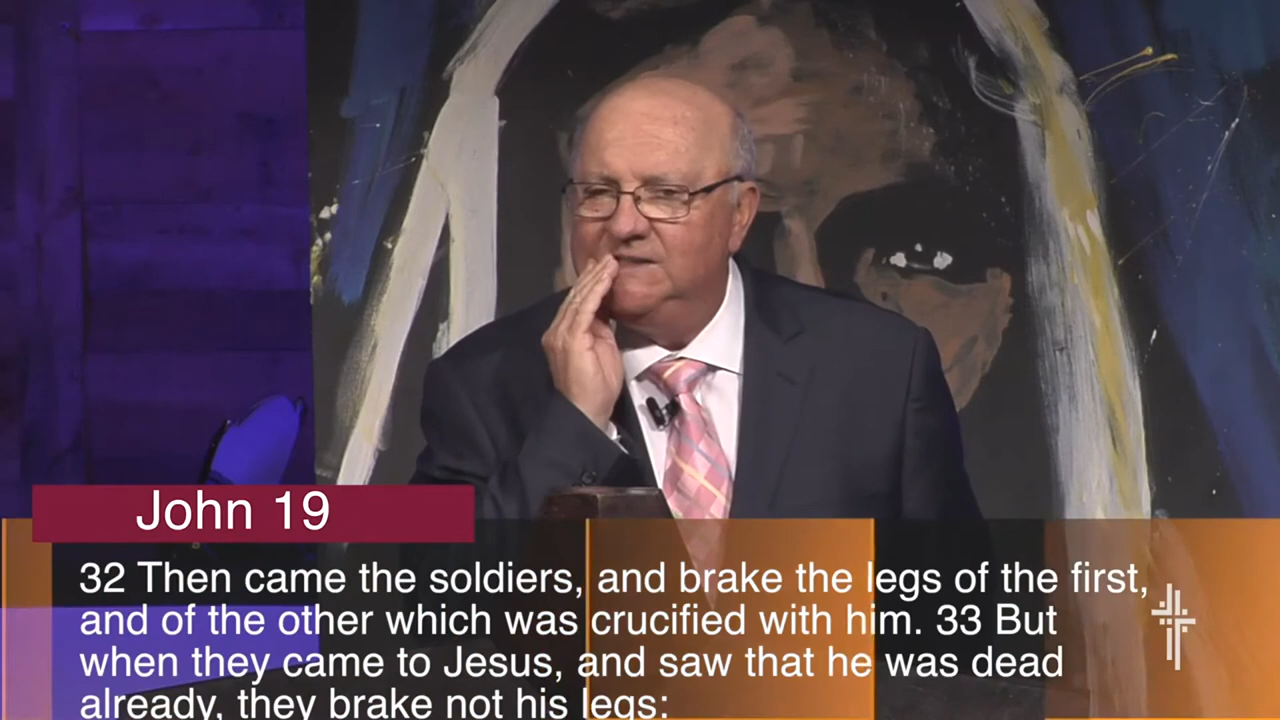 John 19
32 Then came the soldiers, and brake the legs of the first,
and of the other which was crucified with him. 33 But
when they came to Jesus, and saw that he was dead
already, they brake not his legs: